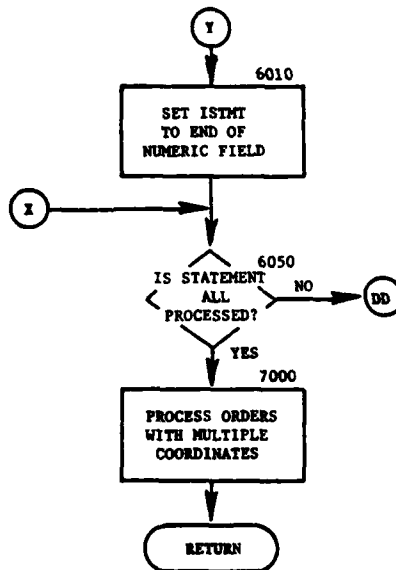 Y
6010
SET ISTMT
TO END OF
NUMERIC FIELD
X
6050
IS STATEMENT
ALL
PROCESSED?
NO
DD
YES
7000
PROCESS ORDERS
WITH MULTIPLE
COORDINATES
RETURN